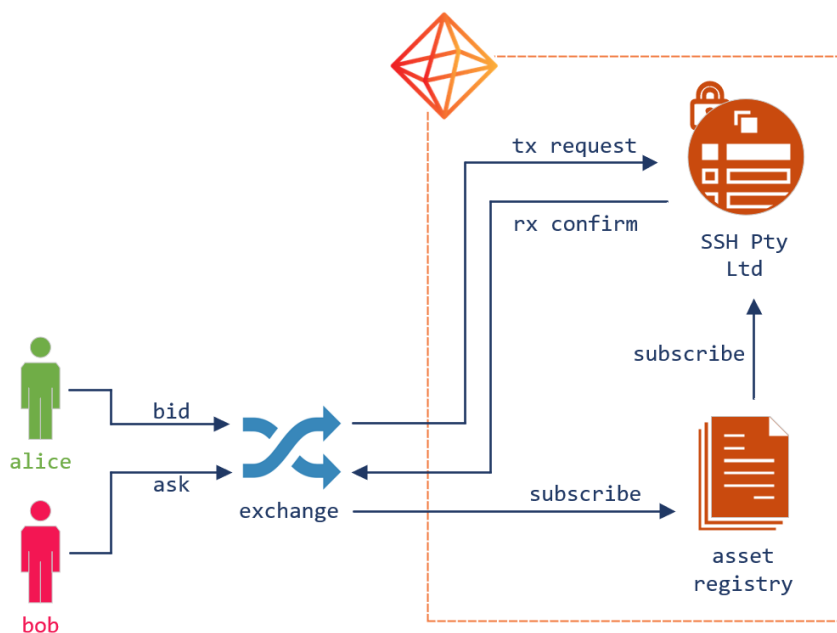 tx request
rx confirm
SSH Pty
Ltd
subscribe
bid
alice
ask
subscribe
exchange
asset
registry
bob